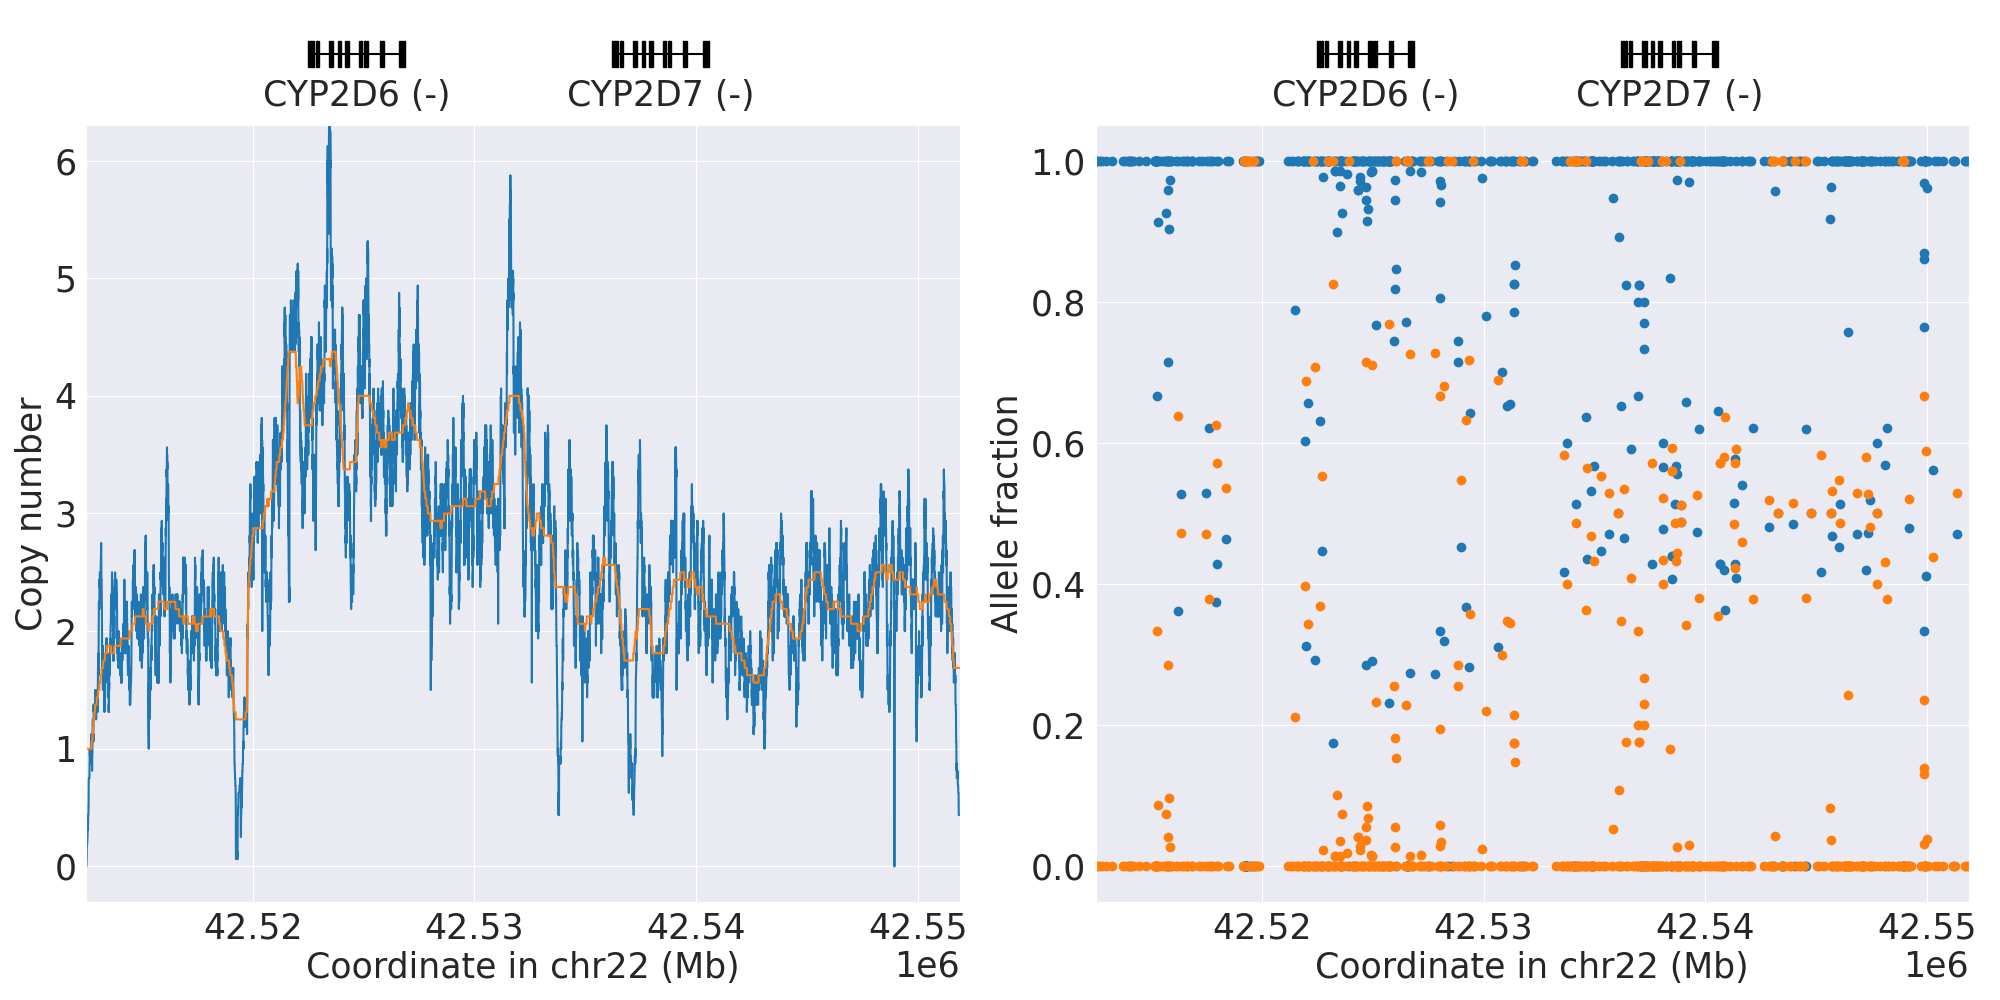 CYP2D6 (-)
CYP2D7 (-)
6
5
4
3
2
1
0
Copy number
42.52
42.53
42.54
42.55
Coordinate in chr22 (Mb)
1e6
CYP2D6 (-)
CYP2D7 (-)
1.0
0.8
0.6
0.4
0.2
0.0
Allele fraction
42.52
42.53
42.54
42.55
Coordinate in chr22 (Mb)
1e6